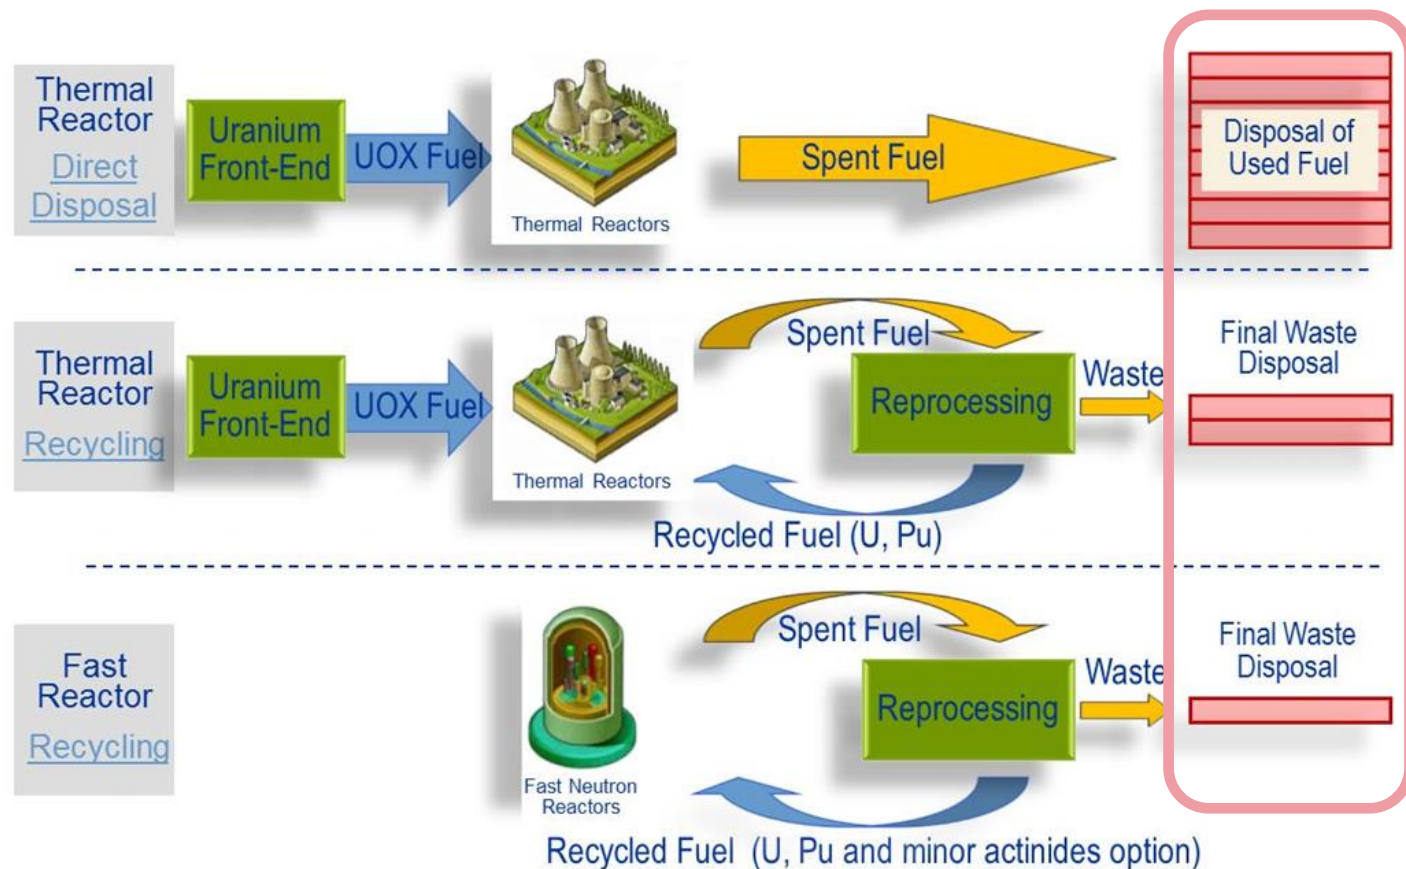 Thermal
Reactor
Direct
Disposal
Uranium
Front-End
UOX Fuel
Thermal Reactors
Spent Fuel
Disposal of
Used Fuel
Thermal
Reactor
Recycling
Uranium
Front-End
UOX Fuel
Thermal Reactors
Spent Fuel
Reprocessing
Waste
Final Waste
Disposal
Recycled Fuel (U, Pu)
Fast
Reactor
Recycling
Fast Neutron
Reactors
Spent Fuel
Reprocessing
Waste
Final Waste
Disposal
Recycled Fuel (U, Pu and minor actinides option)